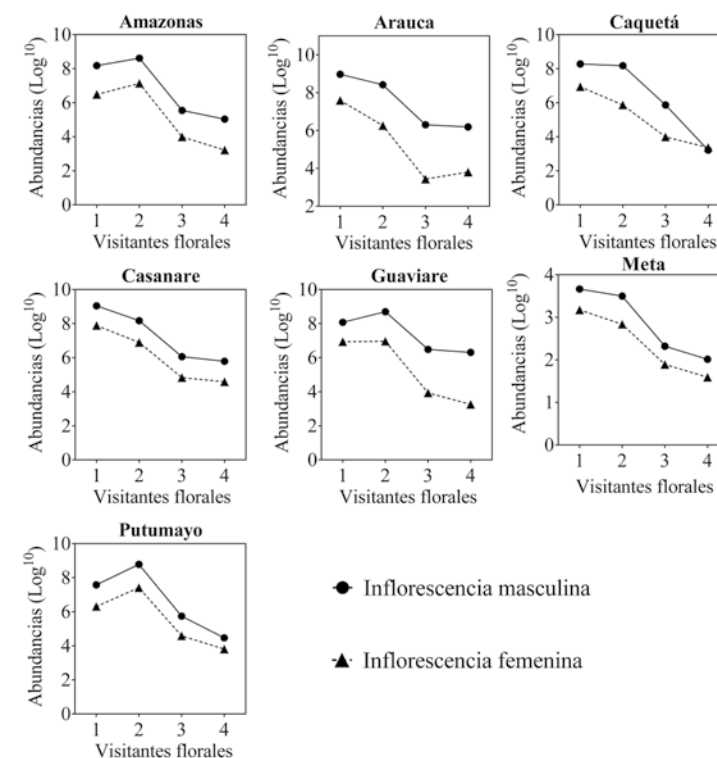 Amazonas
Abundancias (Log10)
10
8
6
4
2
0
1 2 3 4
Visitantes florales
Arauca
Abundancias (Log10)
10
8
6
4
2
1 2 3 4
Visitantes florales
Caquetá
Abundancias (Log10)
10
8
6
4
2
0
1 2 3 4
Visitantes florales
Casanare
Abundancias (Log10)
10
8
6
4
2
0
1 2 3 4
Visitantes florales
Guaviare
Abundancias (Log10)
10
8
6
4
2
0
1 2 3 4
Visitantes florales
Meta
Abundancias (Log10)
4
3
2
1
0
1 2 3 4
Visitantes florales
Putumayo
Abundancias (Log10)
10
8
6
4
2
0
1 2 3 4
Visitantes florales
Inflorescencia masculina
Inflorescencia femenina